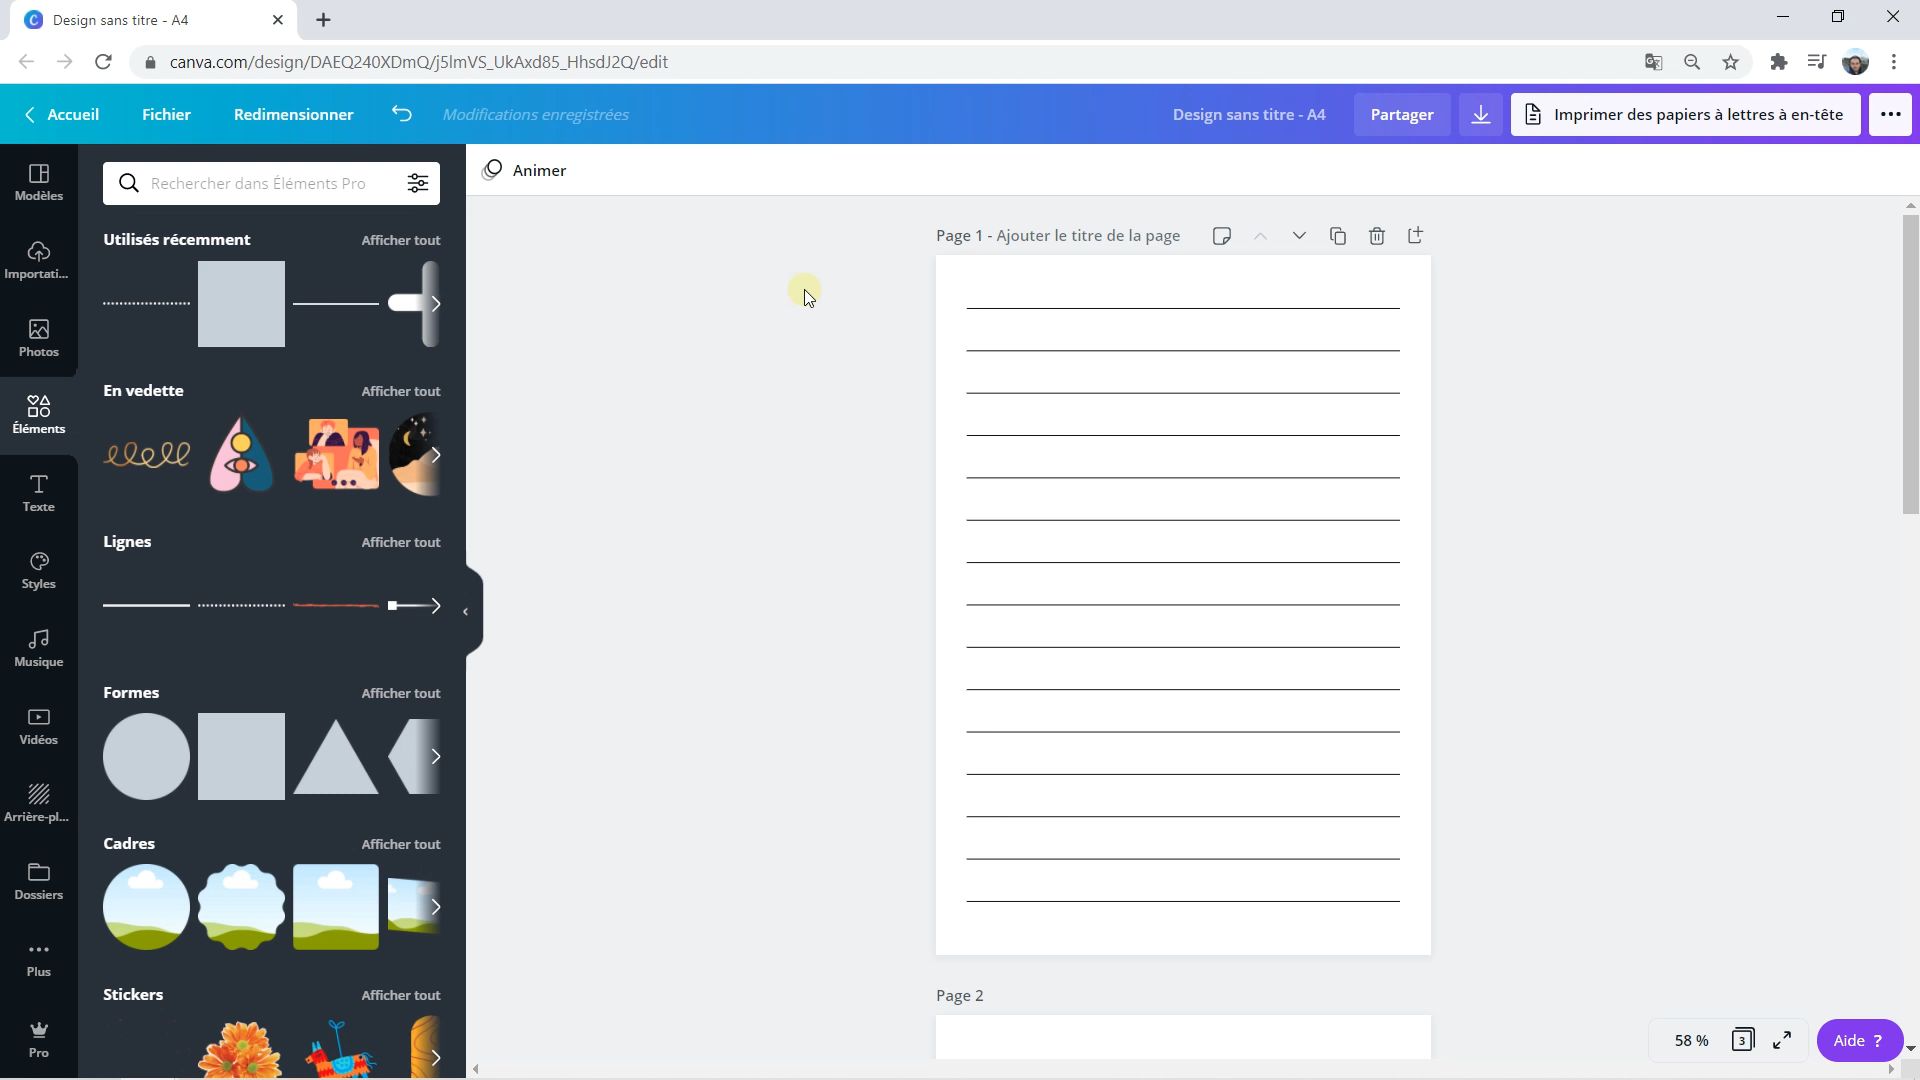 Design sans titre - A4
canva.com/design/DAEQ240XDmQ/j5lmVS_UkAxd85_HhsdJ2Q/edit
Accueil
Fichier
Redimensionner
Modifications enregistrées
Design sans titre - A4
Partager
Imprimer des papiers à lettres à en-tête
Modèles
Importati...
Photos
Éléments
Texte
Styles
Musique
Vidéos
Arrière-pl...
Dossiers
Plus
Pro
Rechercher dans Éléments Pro
Utilisés récemment
Afficher tout
En vedette
Afficher tout
Lignes
Afficher tout
Formes
Afficher tout
Cadres
Afficher tout
Stickers
Afficher tout
Animer
Page 1 - Ajouter le titre de la page
Page 2
58 %
3
Aide ?